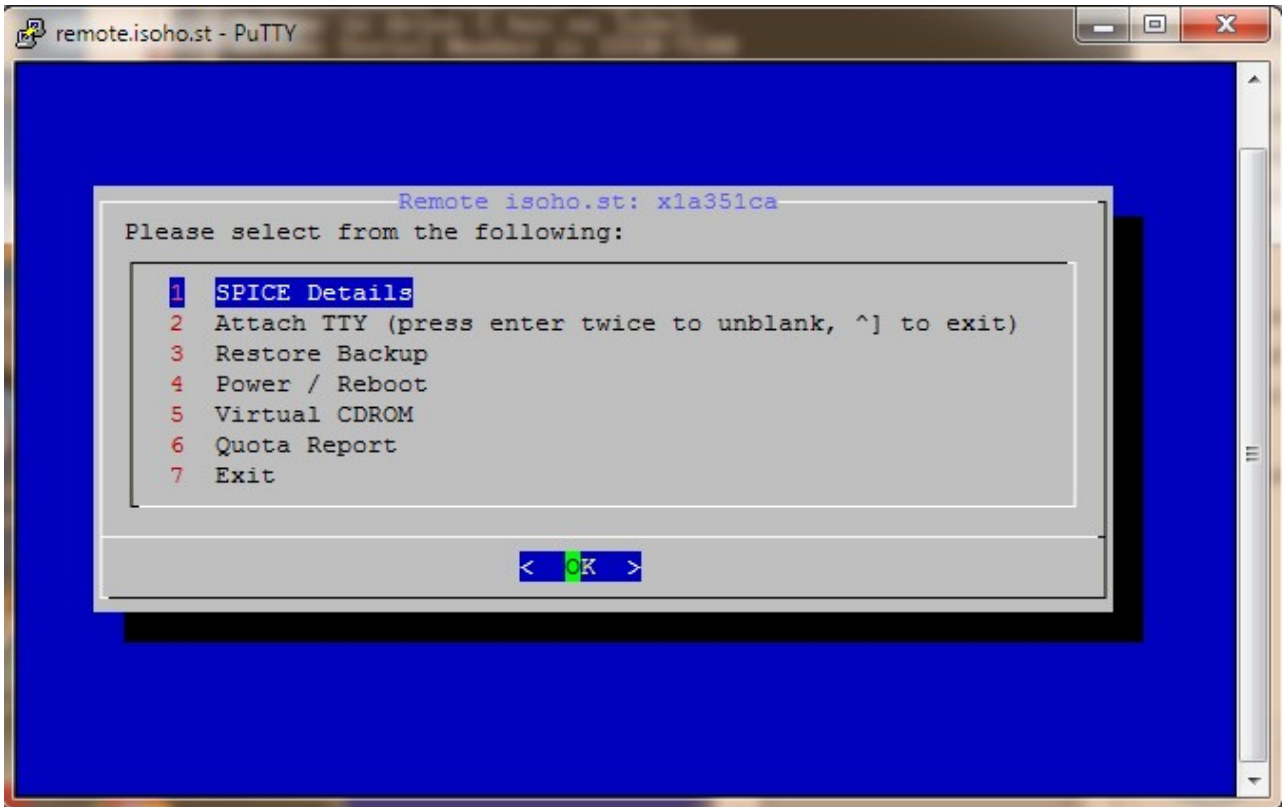 remote.isoho.st - PuTTY
Remote isoho.st: x1a351ca
Please select from the following:
1 SPICE Details
2 Attach TTY (press enter twice to unblank, ^] to exit)
3 Restore Backup
4 Power / Reboot
5 Virtual CDROM
6 Quota Report
7 Exit
< OK >